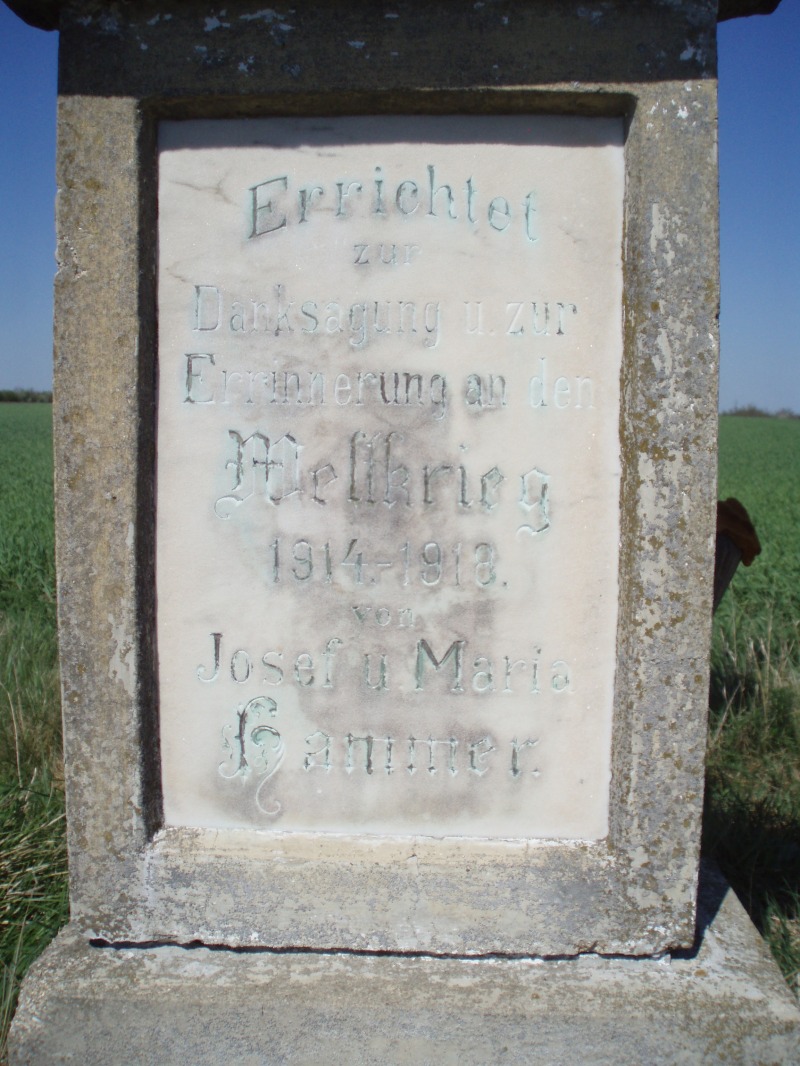 Errichtet
zur
Danksagung u. zur
Errinnerung an den
Weltkrieg
1914.-1918.
von
Josef u Maria
Hammer.